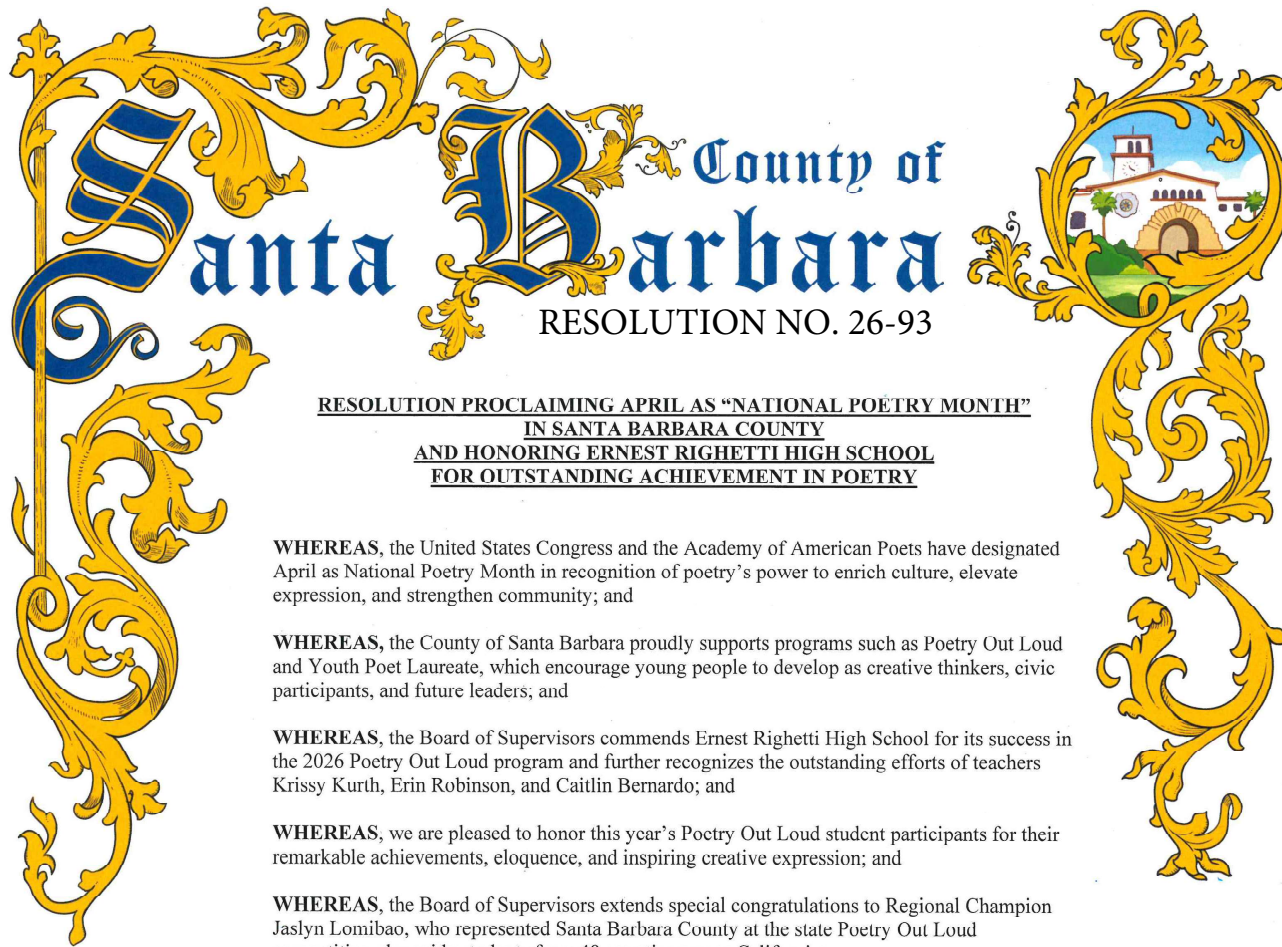 County of
Santa Barbara
RESOLUTION NO. 26-93
RESOLUTION PROCLAIMING APRIL AS “NATIONAL POETRY MONTH”
IN SANTA BARBARA COUNTY
AND HONORING ERNEST RIGHETTI HIGH SCHOOL
FOR OUTSTANDING ACHIEVEMENT IN POETRY
WHEREAS, the United States Congress and the Academy of American Poets have designated
April as National Poetry Month in recognition of poetry’s power to enrich culture, elevate
expression, and strengthen community; and
WHEREAS, the County of Santa Barbara proudly supports programs such as Poetry Out Loud
and Youth Poet Laureate, which encourage young people to develop as creative thinkers, civic
participants, and future leaders; and
WHEREAS, the Board of Supervisors commends Ernest Righetti High School for its success in
the 2026 Poetry Out Loud program and further recognizes the outstanding efforts of teachers
Krissy Kurth, Erin Robinson, and Caitlin Bernardo; and
WHEREAS, we are pleased to honor this year’s Poetry Out Loud student participants for their
remarkable achievements, eloquence, and inspiring creative expression; and
WHEREAS, the Board of Supervisors extends special congratulations to Regional Champion
Jaslyn Lomibao, who represented Santa Barbara County at the state Poetry Out Loud